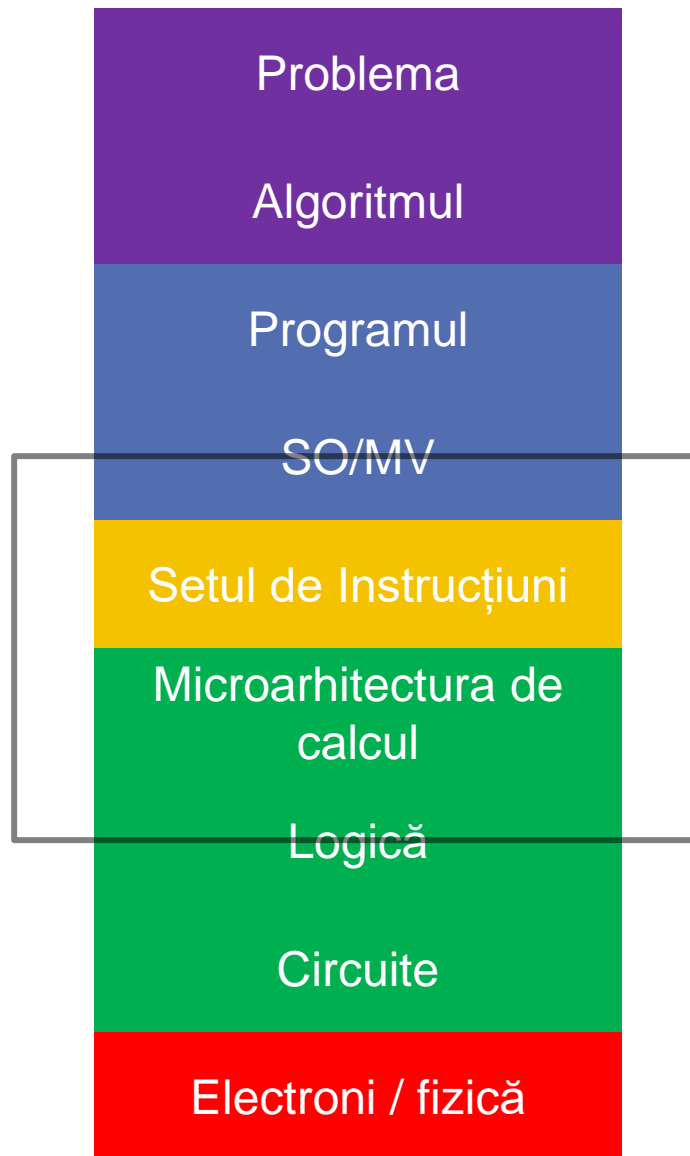 Problema
Algoritmul
Programul
SO/MV
Setul de Instrucțiuni
Microarhitectura de
calcul
Logică
Circuite
Electroni / fizică